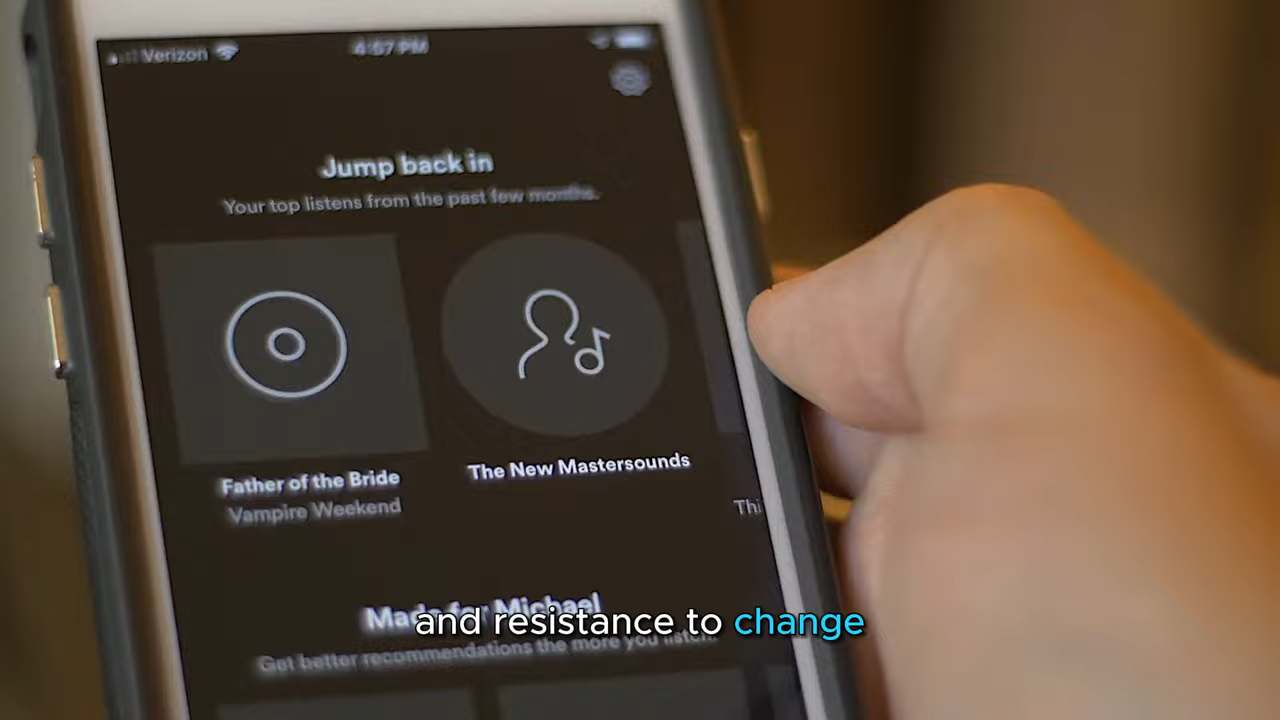 Verizon 4:57 PM
Jump back in
Your top listens from the past few months.
Father of the Bride
Vampire Weekend
The New Mastersounds
Thi
Made for Michael
Get better recommendations the more you listen.
and resistance to change